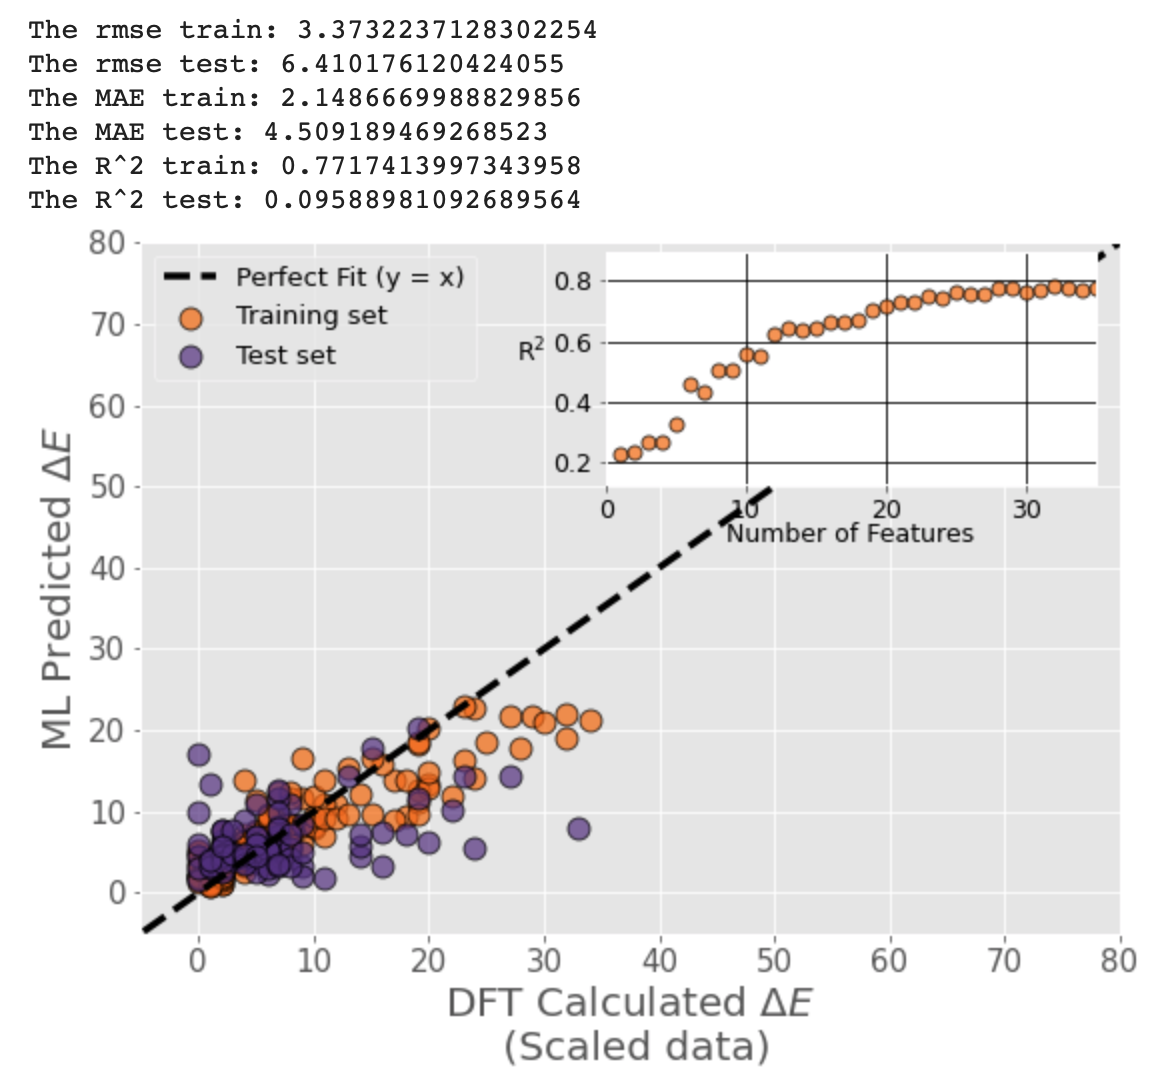 The rmse train: 3.3732237128302254
The rmse test: 6.410176120424055
The MAE train: 2.1486669988829856
The MAE test: 4.509189469268523
The R^2 train: 0.7717413997343958
The R^2 test: 0.09588981092689564
80
70
60
50
40
30
20
10
0
ML Predicted ΔE
Perfect Fit (y = x)
Training set
Test set
0.8
R² 0.6
0.4
0.2
0 10 20 30
Number of Features
0 10 20 30 40 50 60 70 80
DFT Calculated ΔE
(Scaled data)